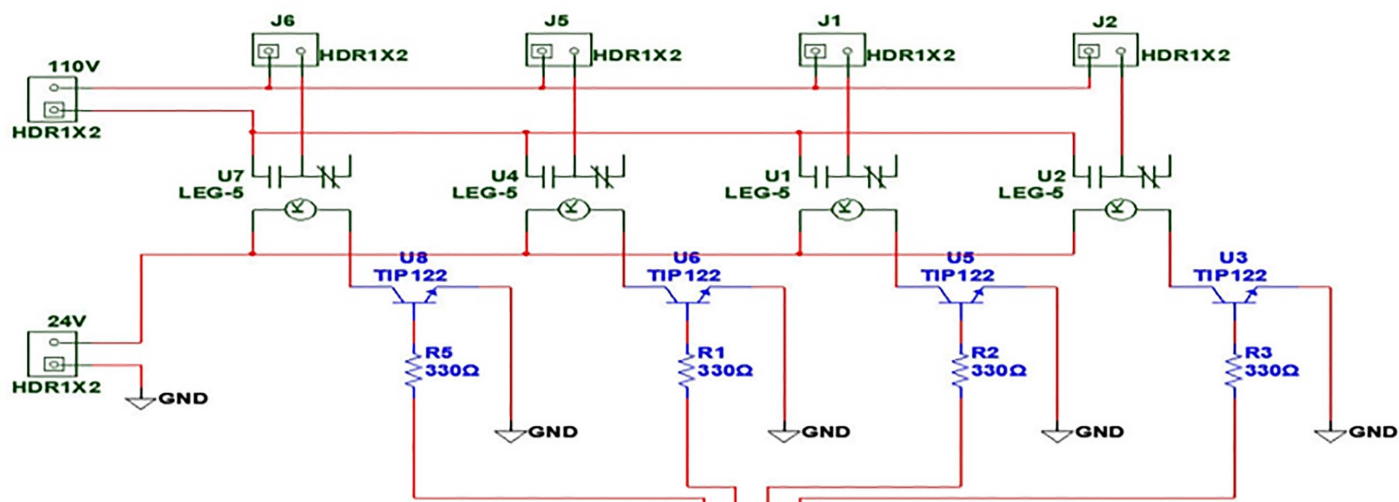 J6
J5
J1
J2
HDR1X2
HDR1X2
HDR1X2
HDR1X2
110V
HDR1X2
U7
LEG-5
U4
LEG-5
U1
LEG-5
U2
LEG-5
K
K
K
K
U8
TIP122
U6
TIP122
U5
TIP122
U3
TIP122
24V
HDR1X2
R5
330Ω
R1
330Ω
R2
330Ω
R3
330Ω
GND
GND
GND
GND
GND